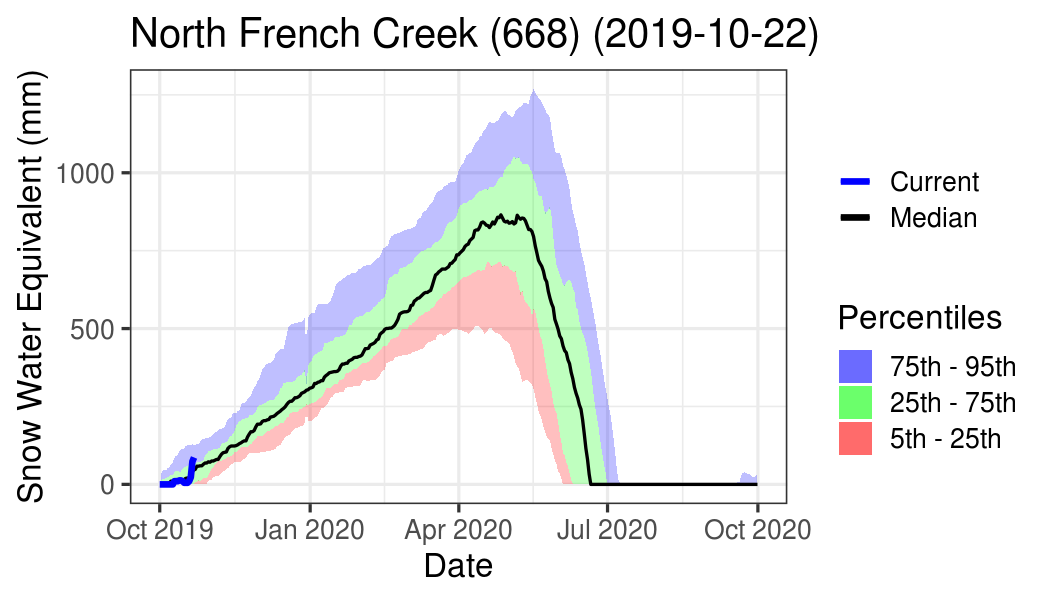 North French Creek (668) (2019-10-22)
Snow Water Equivalent (mm)
1000
500
0
Oct 2019 Jan 2020 Apr 2020 Jul 2020 Oct 2020
Date
Current
Median
Percentiles
75th - 95th
25th - 75th
5th - 25th